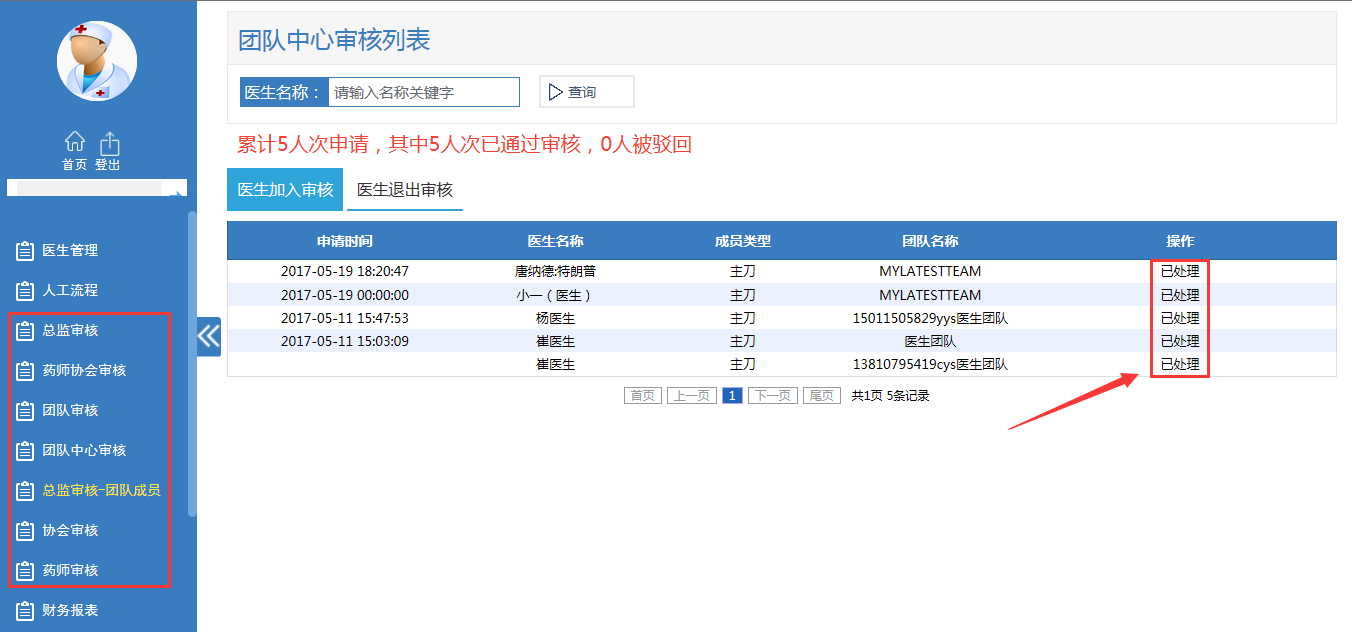 首页 登出
医生管理
人工流程
总监审核
药师协会审核
团队审核
团队中心审核
总监审核-团队成员
协会审核
药师审核
财务报表
团队中心审核列表
医生名称： 请输入名称关键字 查询
累计5人次申请，其中5人次已通过审核，0人被驳回
医生加入审核 医生退出审核
申请时间 医生名称 成员类型 团队名称 操作
2017-05-19 18:20:47 唐纳德:特朗普 主刀 MYLATESTTEAM 已处理
2017-05-19 00:00:00 小一（医生） 主刀 MYLATESTTEAM 已处理
2017-05-11 15:47:53 杨医生 主刀 15011505829yys医生团队 已处理
2017-05-11 15:03:09 崔医生 主刀 医生团队 已处理
崔医生 主刀 13810795419cys医生团队 已处理
首页 上一页 1 下一页 尾页 共1页 5条记录